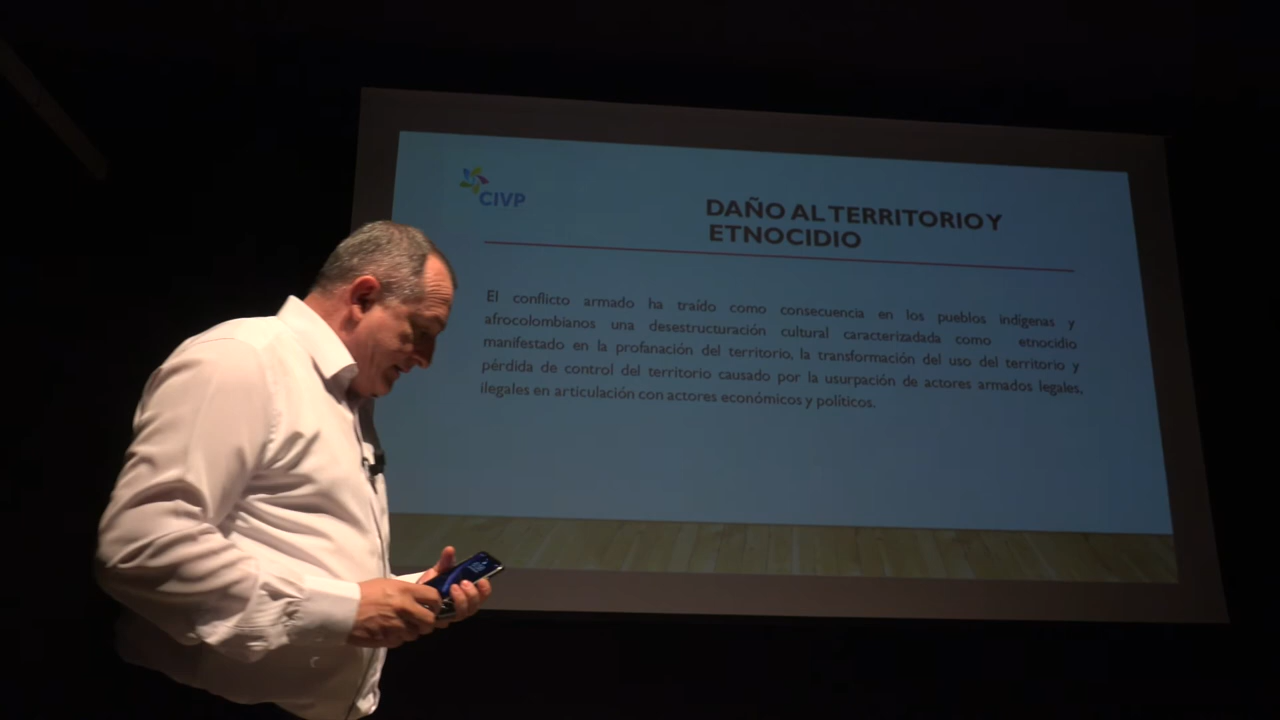 CIVP
DAÑO AL TERRITORIO Y
ETNOCIDIO
El conflicto armado ha traído como consecuencia en los pueblos indígenas y
afrocolombianos una desestructuración cultural caracterizadada como etnocidio
manifestado en la profanación del territorio, la transformación del uso del territorio y
pérdida de control del territorio causado por la usurpación de actores armados legales,
ilegales en articulación con actores económicos y políticos.